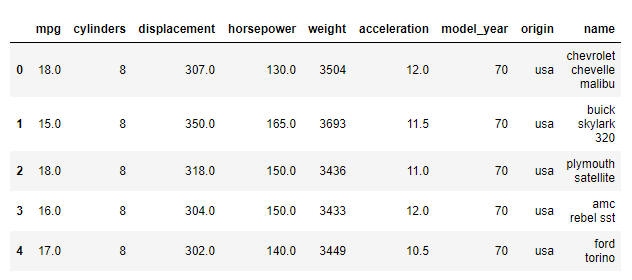 mpg cylinders displacement horsepower weight acceleration model_year origin name
0 18.0 8 307.0 130.0 3504 12.0 70 usa chevrolet chevelle malibu
1 15.0 8 350.0 165.0 3693 11.5 70 usa buick skylark 320
2 18.0 8 318.0 150.0 3436 11.0 70 usa plymouth satellite
3 16.0 8 304.0 150.0 3433 12.0 70 usa amc rebel sst
4 17.0 8 302.0 140.0 3449 10.5 70 usa ford torino